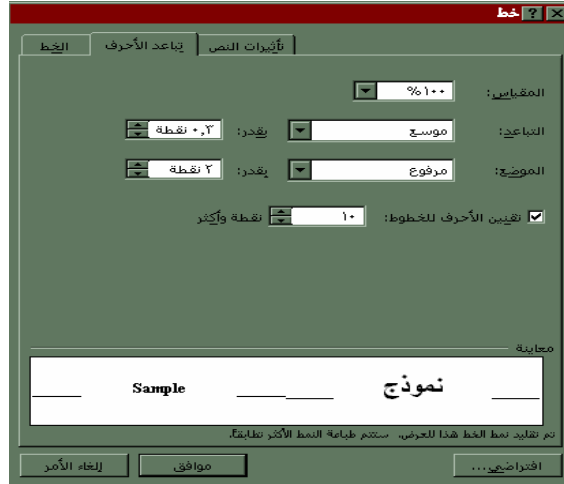 خط
الخط تباعد الأحرف تأثيرات النص
المقياس: ١٠٠%
التباعد: موسع بقدر: ٠,٣ نقطة
الموضع: مرفوع بقدر: ٢ نقطة
تقنين الأحرف للخطوط: ١٠ نقطة وأكثر
معاينة
نموذج Sample
تم تقليد نمط الخط هذا للعرض. ستتم طباعة النمط الأكثر تطابقاً.
افتراضي... موافق إلغاء الأمر